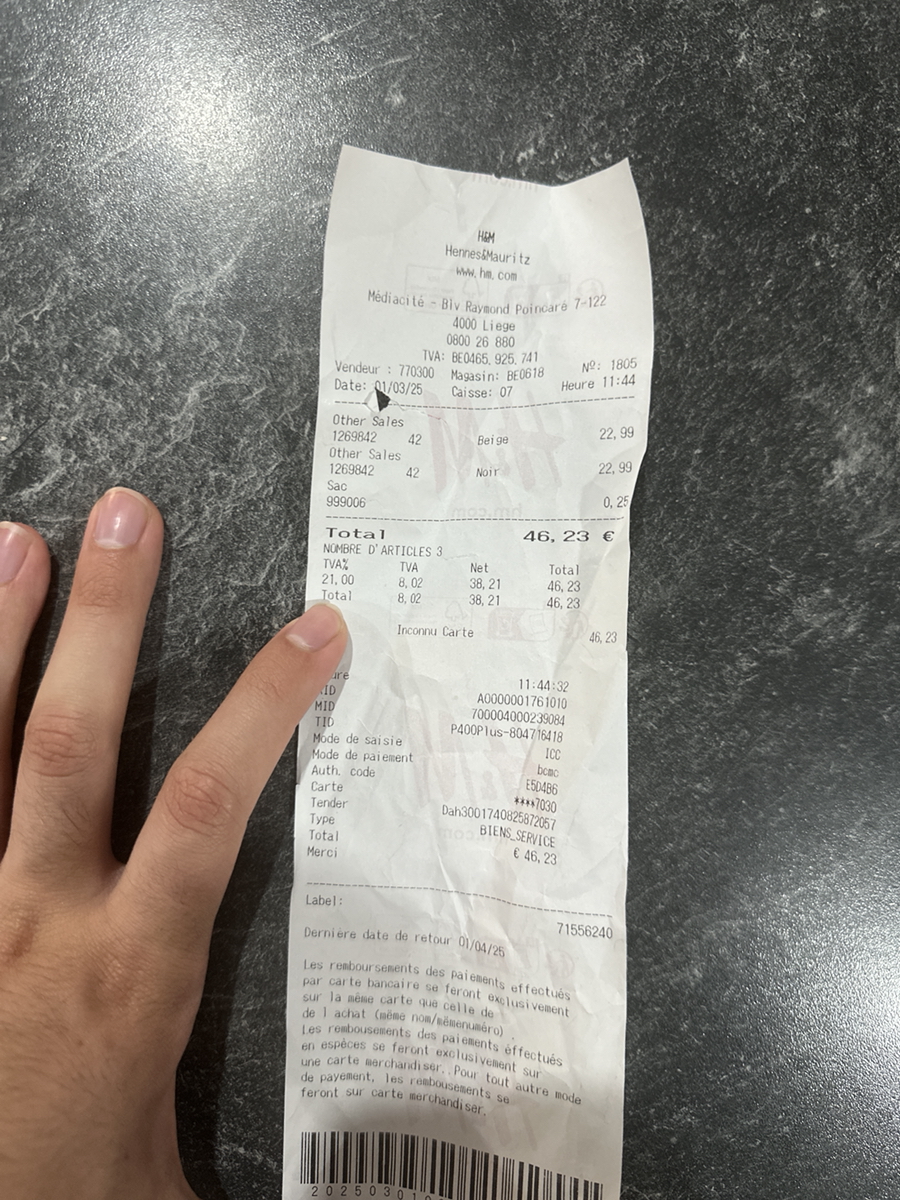 H&M
Hennes&Mauritz
www.hm.com
Médiacité - Blv Raymond Poincaré 7-122
4000 Liege
0800 26 880
TVA: BE0465.925.741
Vendeur : 770300 Magasin: BE0618 Nº: 1805
Date: 01/03/25 Caisse: 07 Heure 11:44
Other Sales
1269842 42 Beige 22,99
Other Sales
1269842 42 Noir 22,99
Sac
999006 0,25
Total 46,23 €
NOMBRE D'ARTICLES 3
TVA% TVA Net Total
21,00 8,02 38,21 46,23
Total 8,02 38,21 46,23
Inconnu Carte 46,23
11:44:32
A0000001761010
MID 700004000239084
TID P400Plus-804716418
Mode de saisie ICC
Mode de paiement bcmc
Auth. code E5D4B6
Carte ****7030
Tender Dah3001740825872057
Type BIENS_SERVICE
Total € 46,23
Merci
Label: 71556240
Dernière date de retour 01/04/25
Les remboursements des paiements effectués
par carte bancaire se feront exclusivement
sur la même carte que celle de
de l achat (même nom/mêmenuméro)
Les rembousements des paiements éffectués
en espèces se feront exclusivement sur
une carte merchandiser. Pour tout autre mode
de payement, les rembousements se
feront sur carte merchandiser.